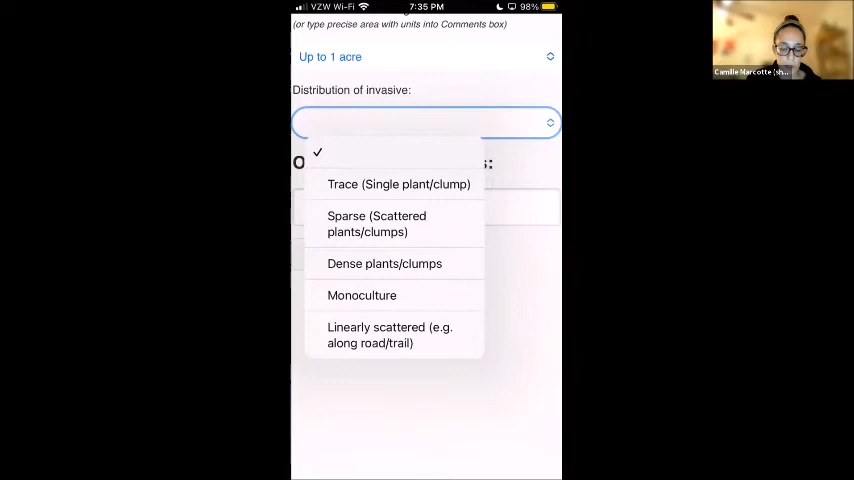 VZW Wi-Fi
7:35 PM
98%
(or type precise area with units into Comments box)
Up to 1 acre
Distribution of invasive:
O
s:
Trace (Single plant/clump)
Sparse (Scattered
plants/clumps)
Dense plants/clumps
Monoculture
Linearly scattered (e.g.
along road/trail)
Camille Marcotte (sh...